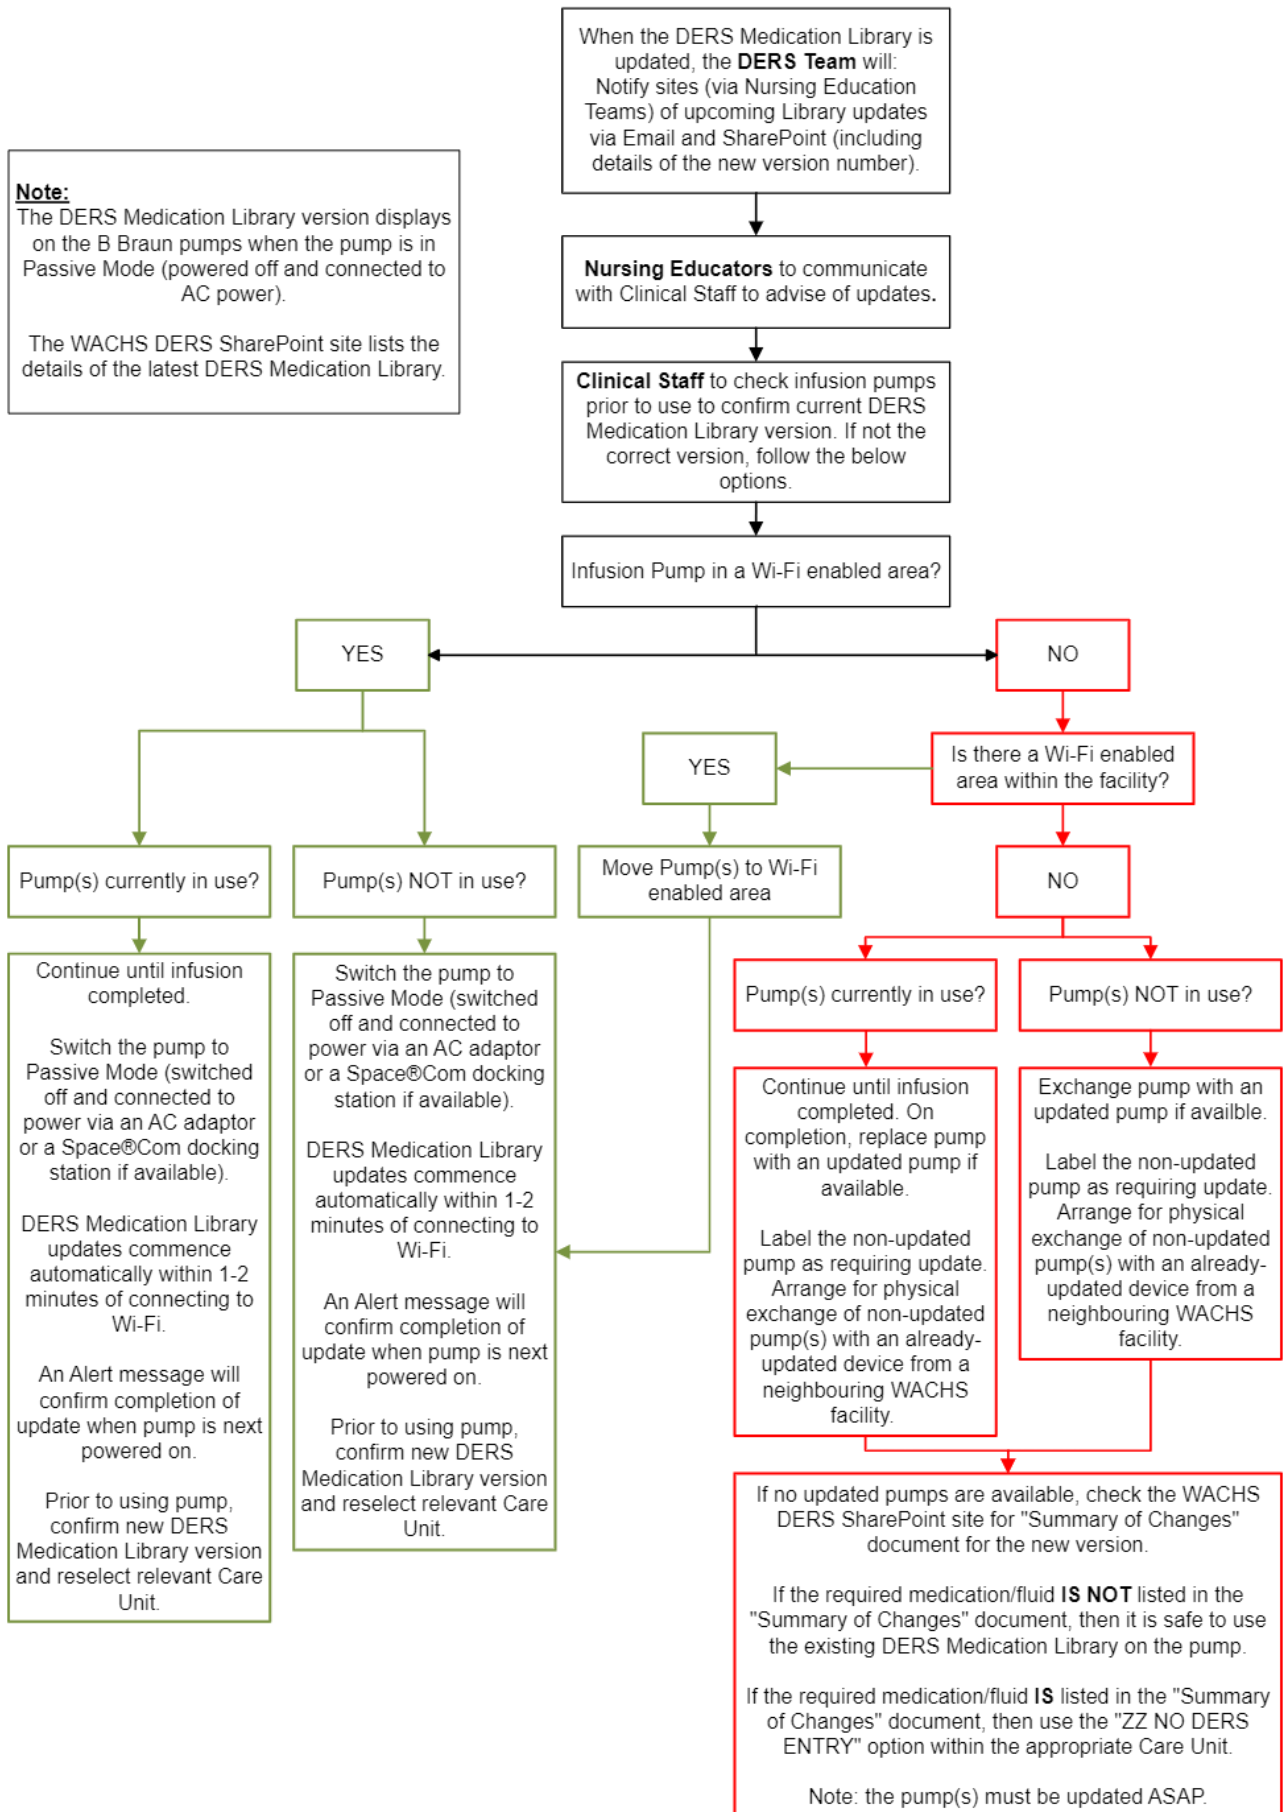 When the DERS Medication Library is
updated, the DERS Team will:
Notify sites (via Nursing Education
Teams) of upcoming Library updates
via Email and SharePoint (including
details of the new version number).
Note:
The DERS Medication Library version displays
on the B Braun pumps when the pump is in
Passive Mode (powered off and connected to
AC power).
The WACHS DERS SharePoint site lists the
details of the latest DERS Medication Library.
Nursing Educators to communicate
with Clinical Staff to advise of updates.
Clinical Staff to check infusion pumps
prior to use to confirm current DERS
Medication Library version. If not the
correct version, follow the below
options.
Infusion Pump in a Wi-Fi enabled area?
YES
NO
Is there a Wi-Fi enabled
area within the facility?
YES
Pump(s) currently in use?
Pump(s) NOT in use?
Move Pump(s) to Wi-Fi
enabled area
NO
Continue until infusion
completed.
Switch the pump to
Passive Mode (switched
off and connected to
power via an AC adaptor
or a Space®Com docking
station if available).
DERS Medication Library
updates commence
automatically within 1-2
minutes of connecting to
Wi-Fi.
An Alert message will
confirm completion of
update when pump is next
powered on.
Prior to using pump,
confirm new DERS
Medication Library version
and reselect relevant Care
Unit.
Switch the pump to
Passive Mode (switched
off and connected to
power via an AC adaptor
or a Space®Com docking
station if available).
DERS Medication Library
updates commence
automatically within 1-2
minutes of connecting to
Wi-Fi.
An Alert message will
confirm completion of
update when pump is next
powered on.
Prior to using pump,
confirm new DERS
Medication Library version
and reselect relevant Care
Unit.
Pump(s) currently in use?
Pump(s) NOT in use?
Continue until infusion
completed. On
completion, replace pump
with an updated pump if
available.
Label the non-updated
pump as requiring update.
Arrange for physical
exchange of non-updated
pump(s) with an already-
updated device from a
neighbouring WACHS
facility.
Exchange pump with an
updated pump if availble.
Label the non-updated
pump as requiring update.
Arrange for physical
exchange of non-updated
pump(s) with an already-
updated device from a
neighbouring WACHS
facility.
If no updated pumps are available, check the WACHS
DERS SharePoint site for "Summary of Changes"
document for the new version.
If the required medication/fluid IS NOT listed in the
"Summary of Changes" document, then it is safe to use
the existing DERS Medication Library on the pump.
If the required medication/fluid IS listed in the "Summary
of Changes" document, then use the "ZZ NO DERS
ENTRY" option within the appropriate Care Unit.
Note: the pump(s) must be updated ASAP.